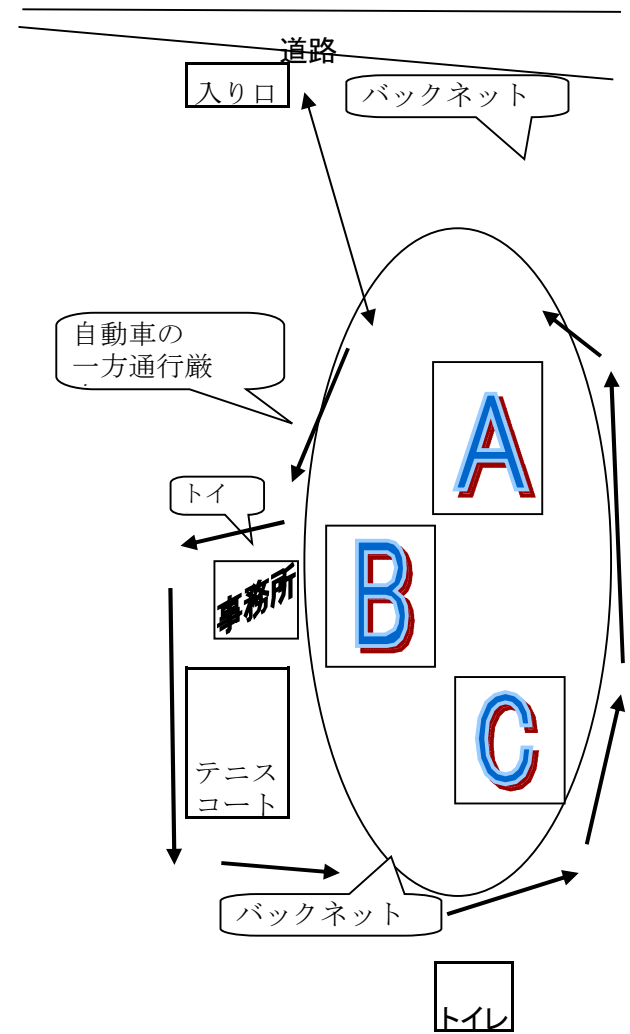 道路
入り口
バックネット
自動車の
一方通行厳
A
トイ
B
事務所
C
テニス
コート
バックネット
トイレ